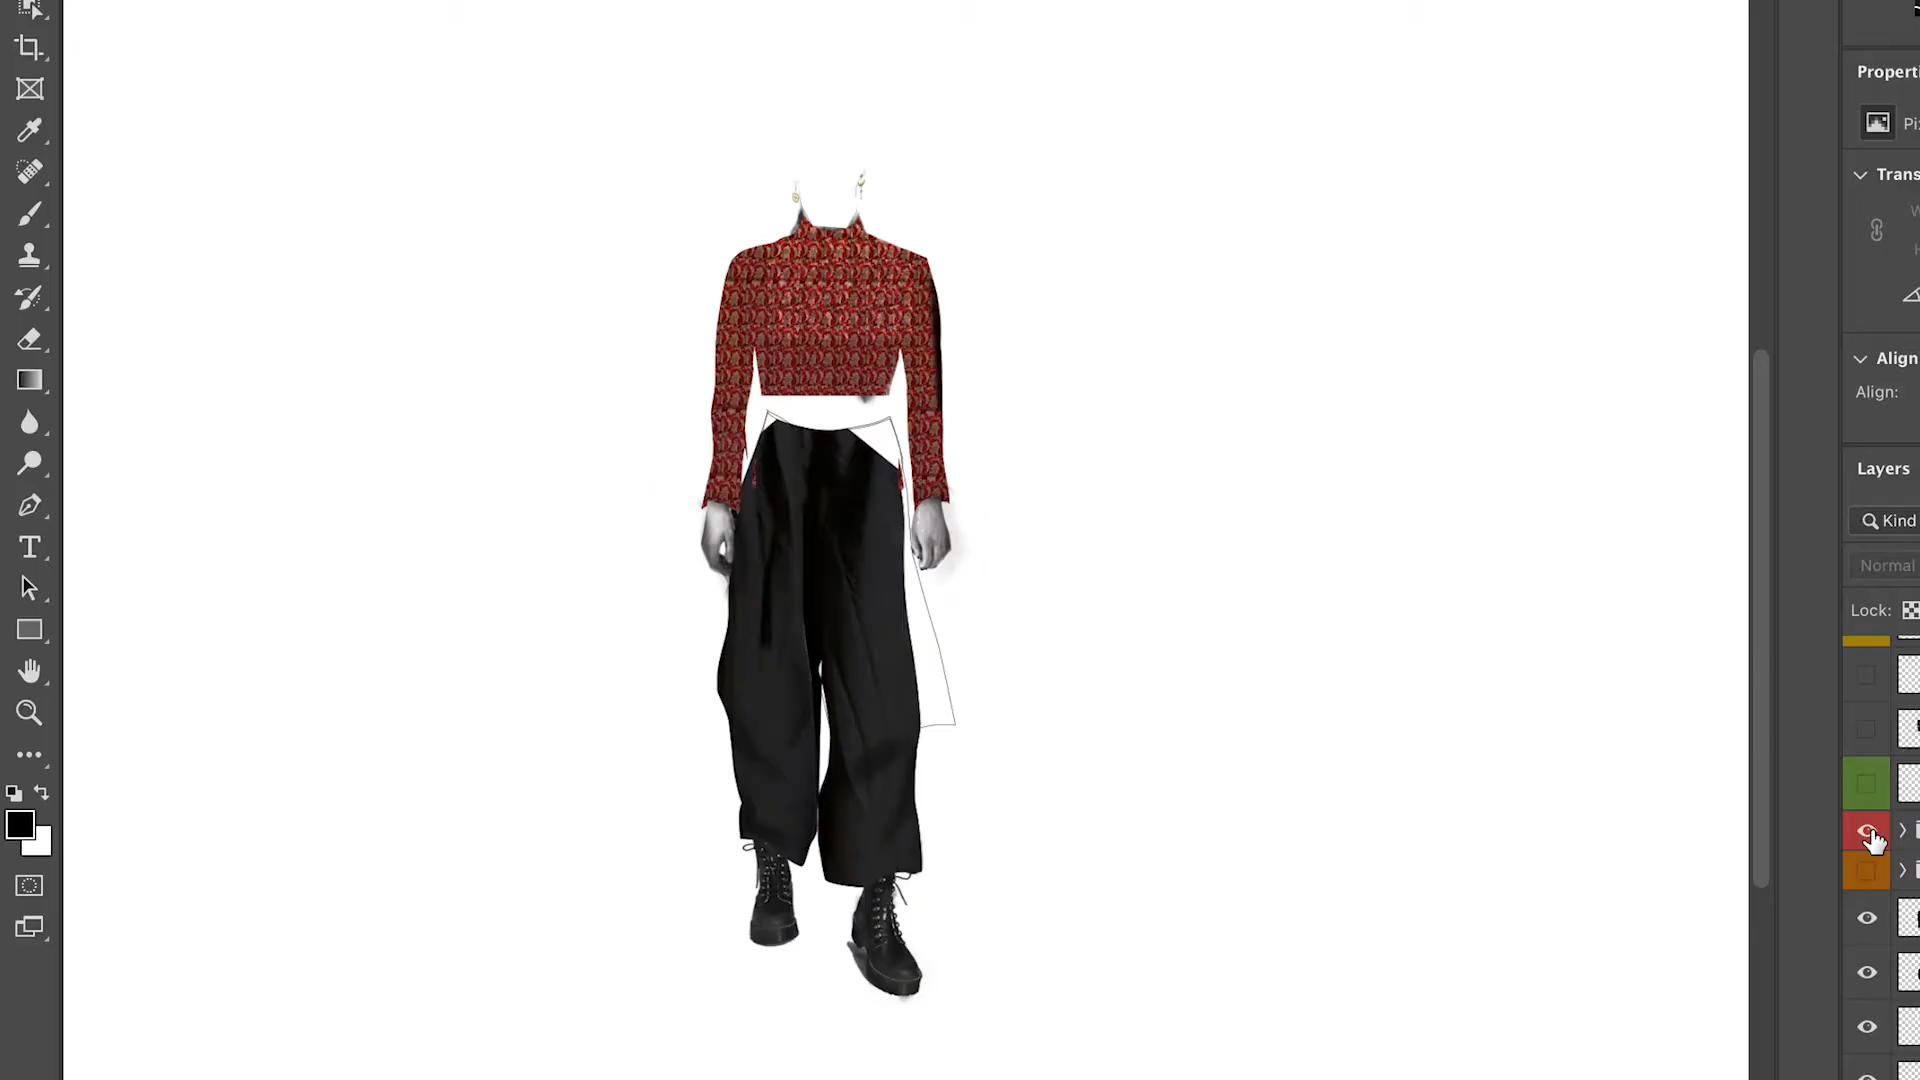 Properti
Pi
Trans
W
H
Align
Align:
Layers
Kind
Normal
Lock: